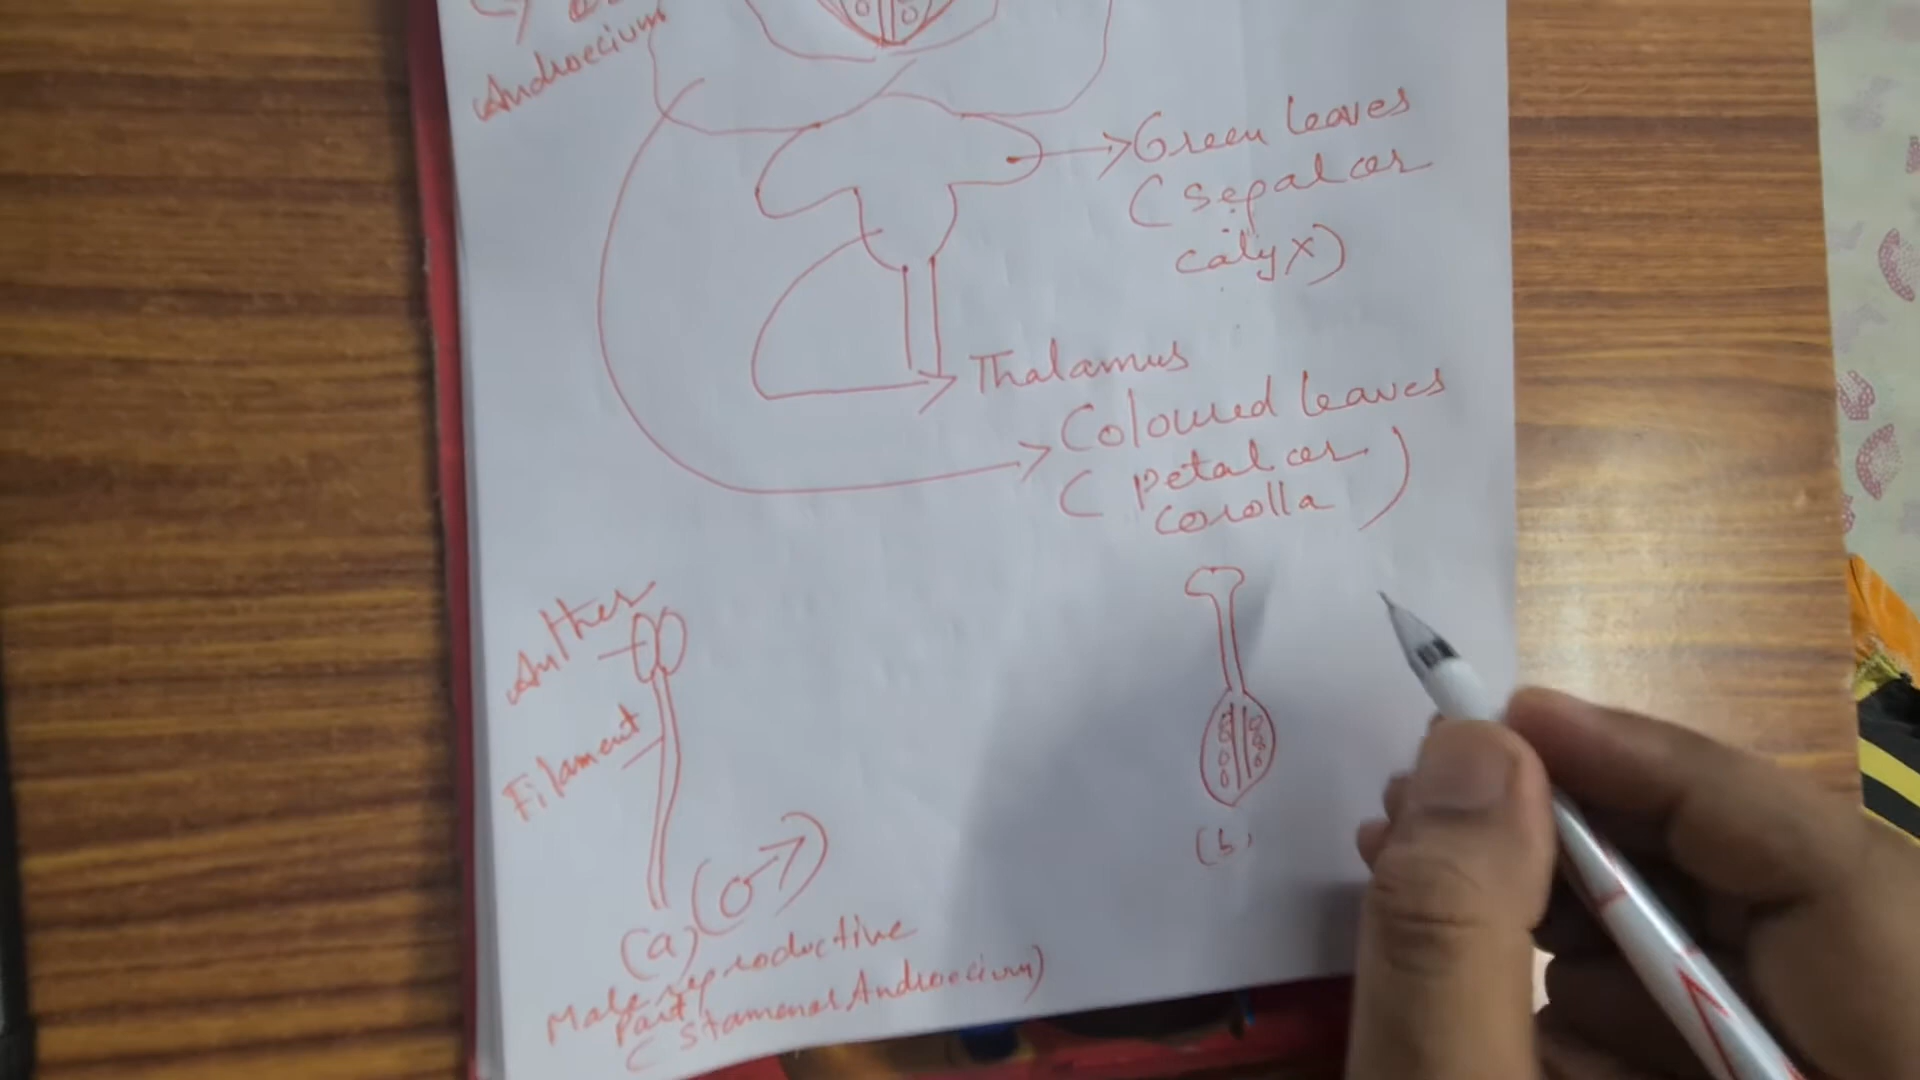 Androecium
Green leaves
(sepal or
calyx)
Thalamus
Coloured leaves
(petal or
corolla)
Anther
Filament
(a)
(b)
Male reproductive
part
(Stamen or Androecium)